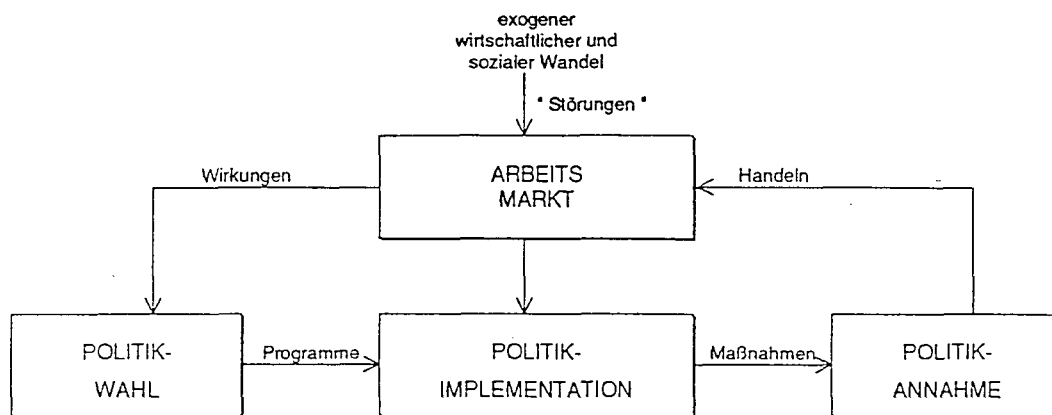 exogener
wirtschaftlicher und
sozialer Wandel
" Störungen "
ARBEITS
MARKT
Wirkungen
Handeln
POLITIK-
WAHL
Programme
POLITIK-
IMPLEMENTATION
Maßnahmen
POLITIK-
ANNAHME